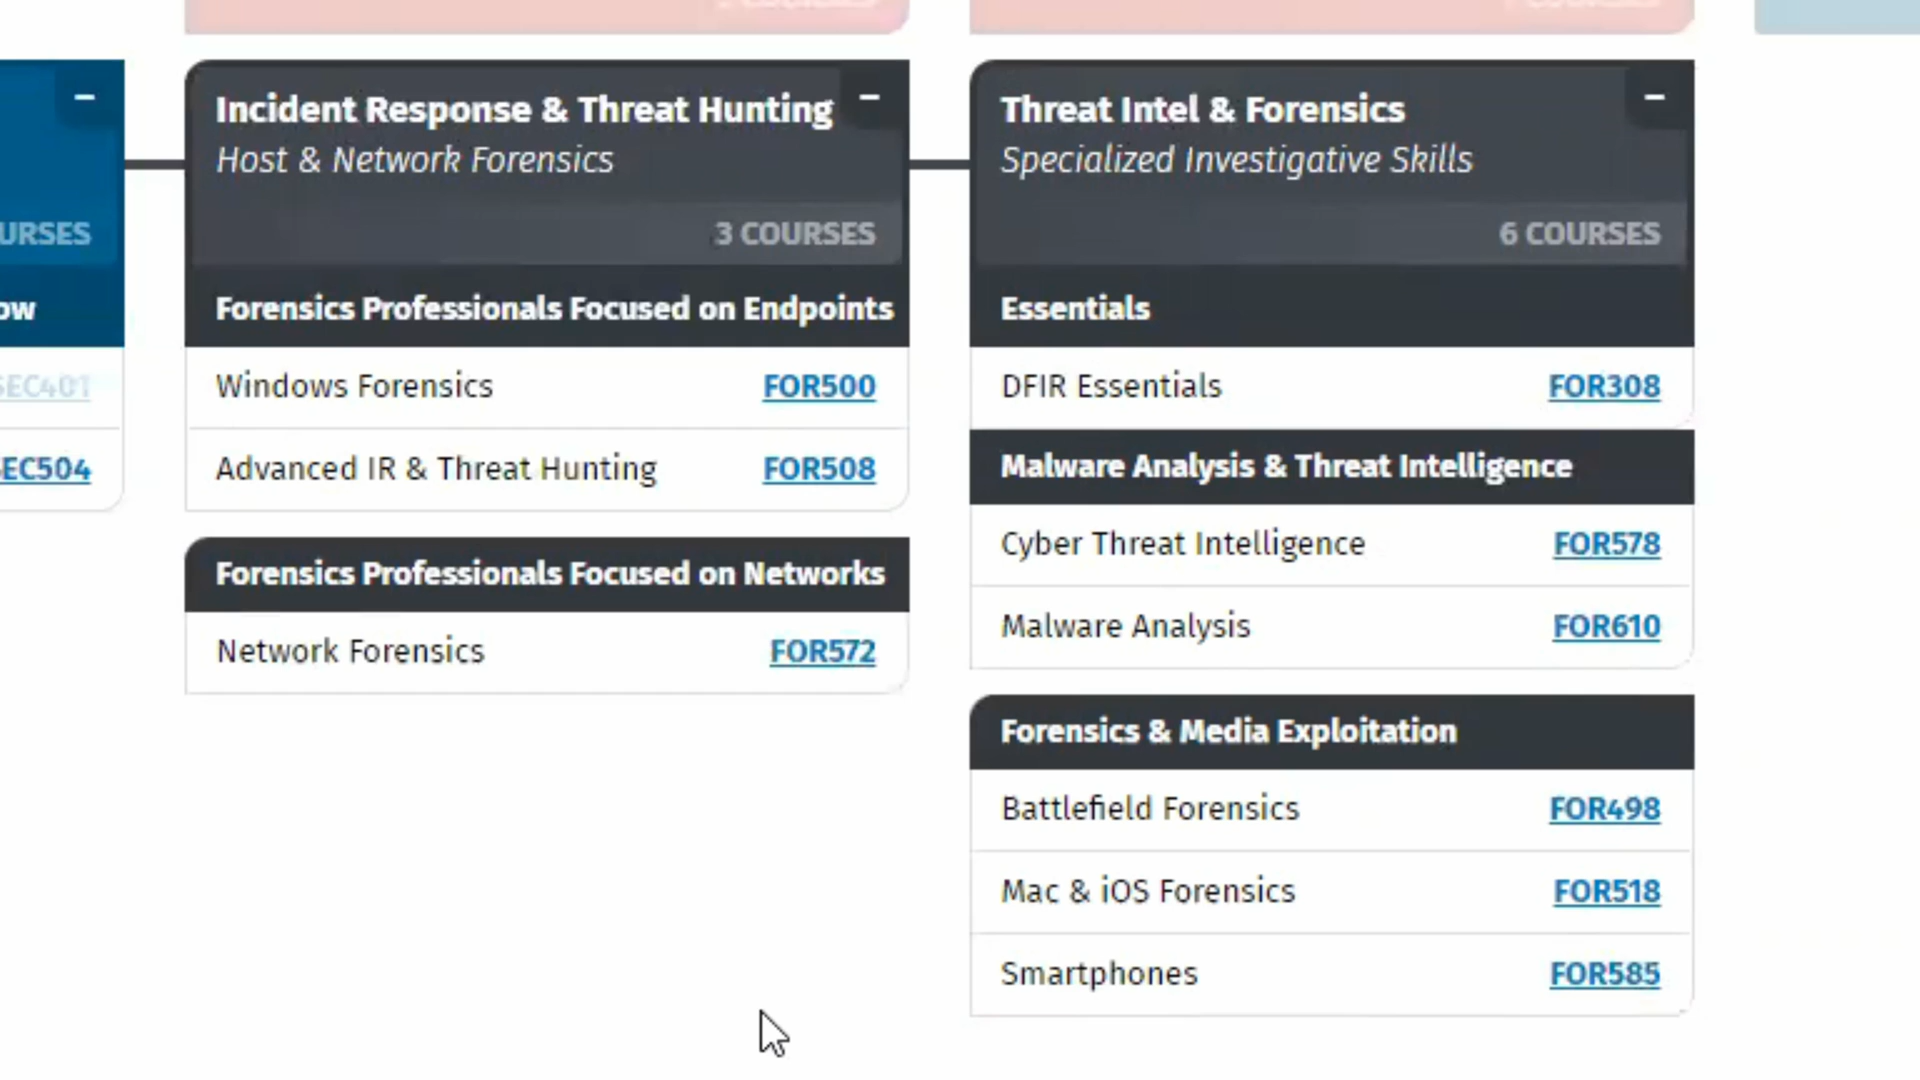 Incident Response & Threat Hunting
Host & Network Forensics
3 COURSES
Forensics Professionals Focused on Endpoints
Windows Forensics FOR500
Advanced IR & Threat Hunting FOR508
Forensics Professionals Focused on Networks
Network Forensics FOR572
Threat Intel & Forensics
Specialized Investigative Skills
6 COURSES
Essentials
DFIR Essentials FOR308
Malware Analysis & Threat Intelligence
Cyber Threat Intelligence FOR578
Malware Analysis FOR610
Forensics & Media Exploitation
Battlefield Forensics FOR498
Mac & iOS Forensics FOR518
Smartphones FOR585